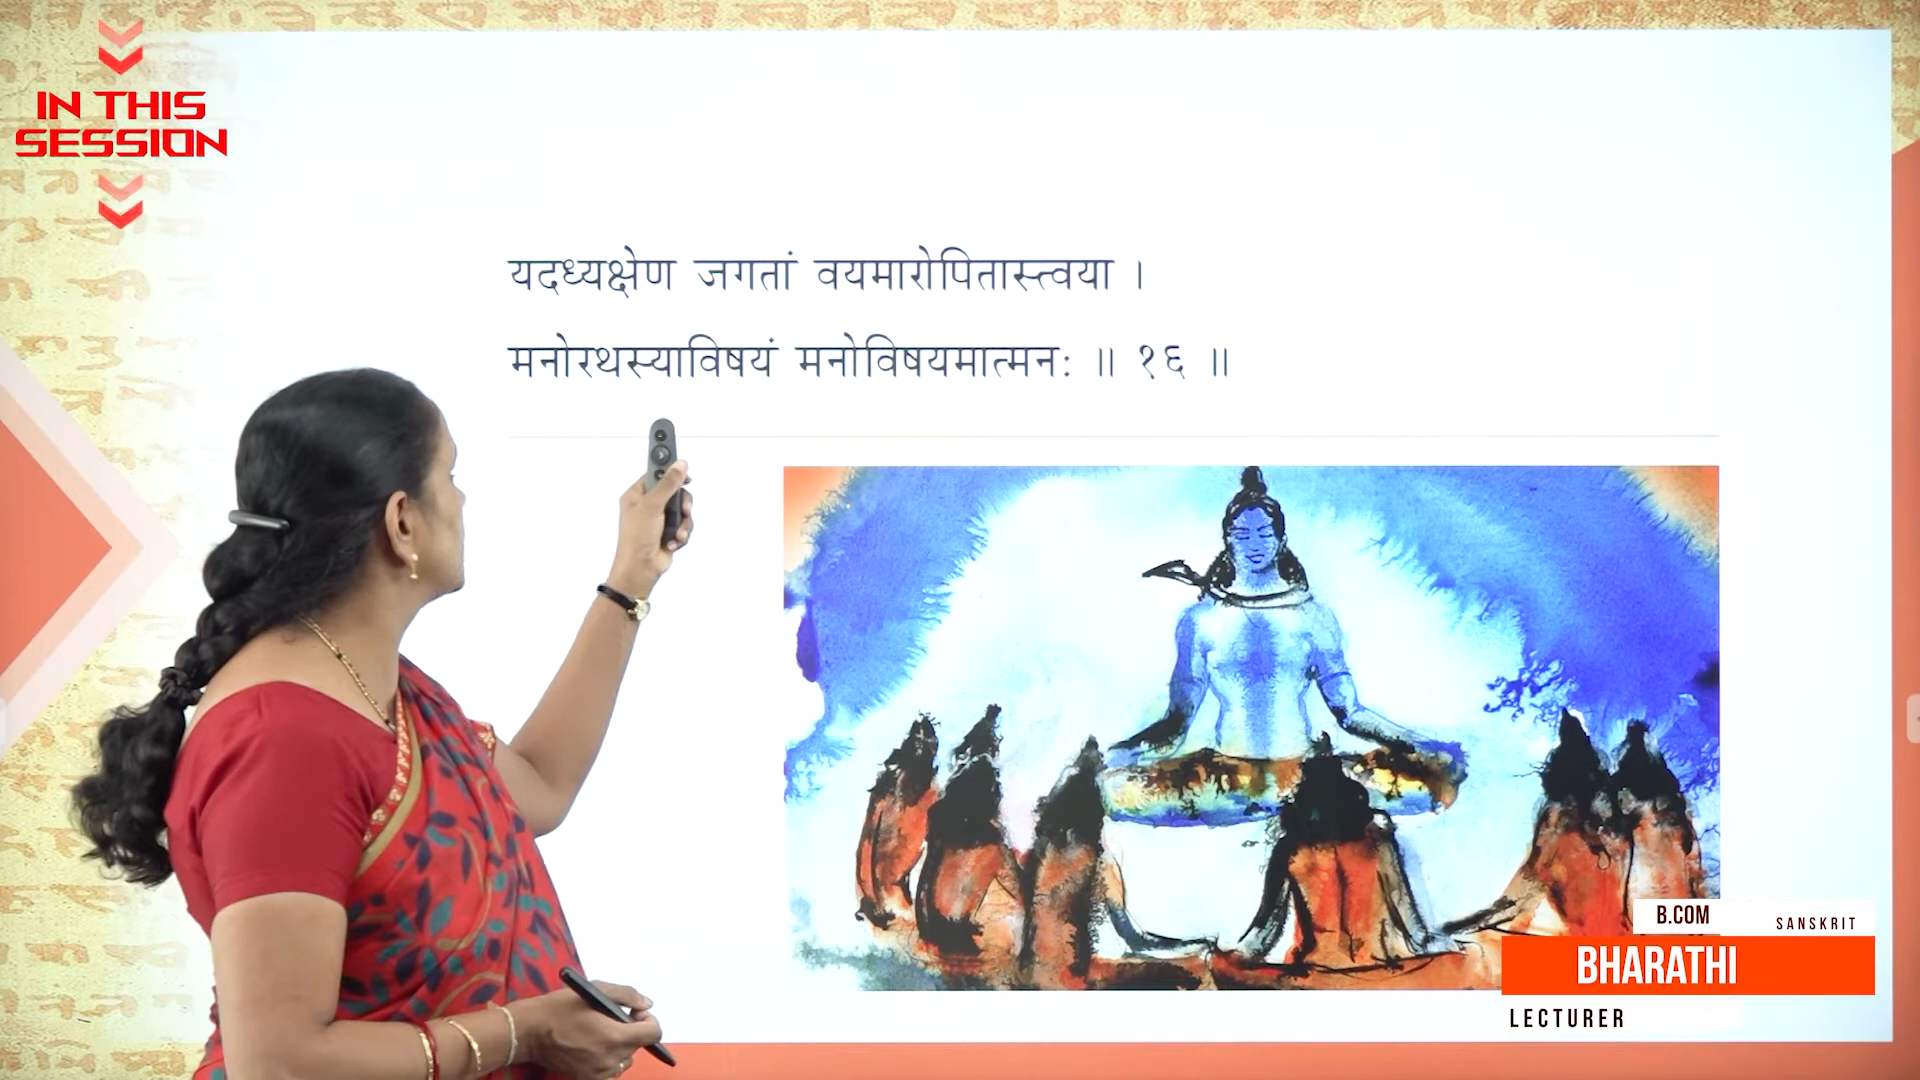 IN THIS
SESSION
यदध्यक्षेण जगतां वयमारोपितास्त्वया ।
मनोरथस्याविषयं मनोविषयमात्मनः ॥ १६ ॥
B.COM
SANSKRIT
BHARATHI
LECTURER